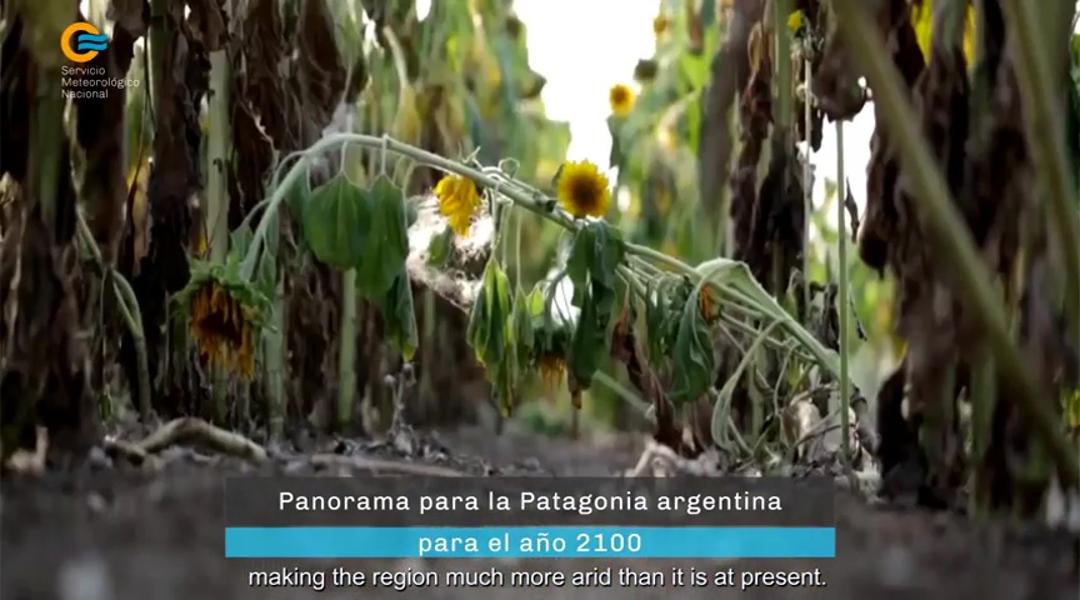 Servicio
Meteorológico
Nacional
Panorama para la Patagonia argentina
para el año 2100
making the region much more arid than it is at present.